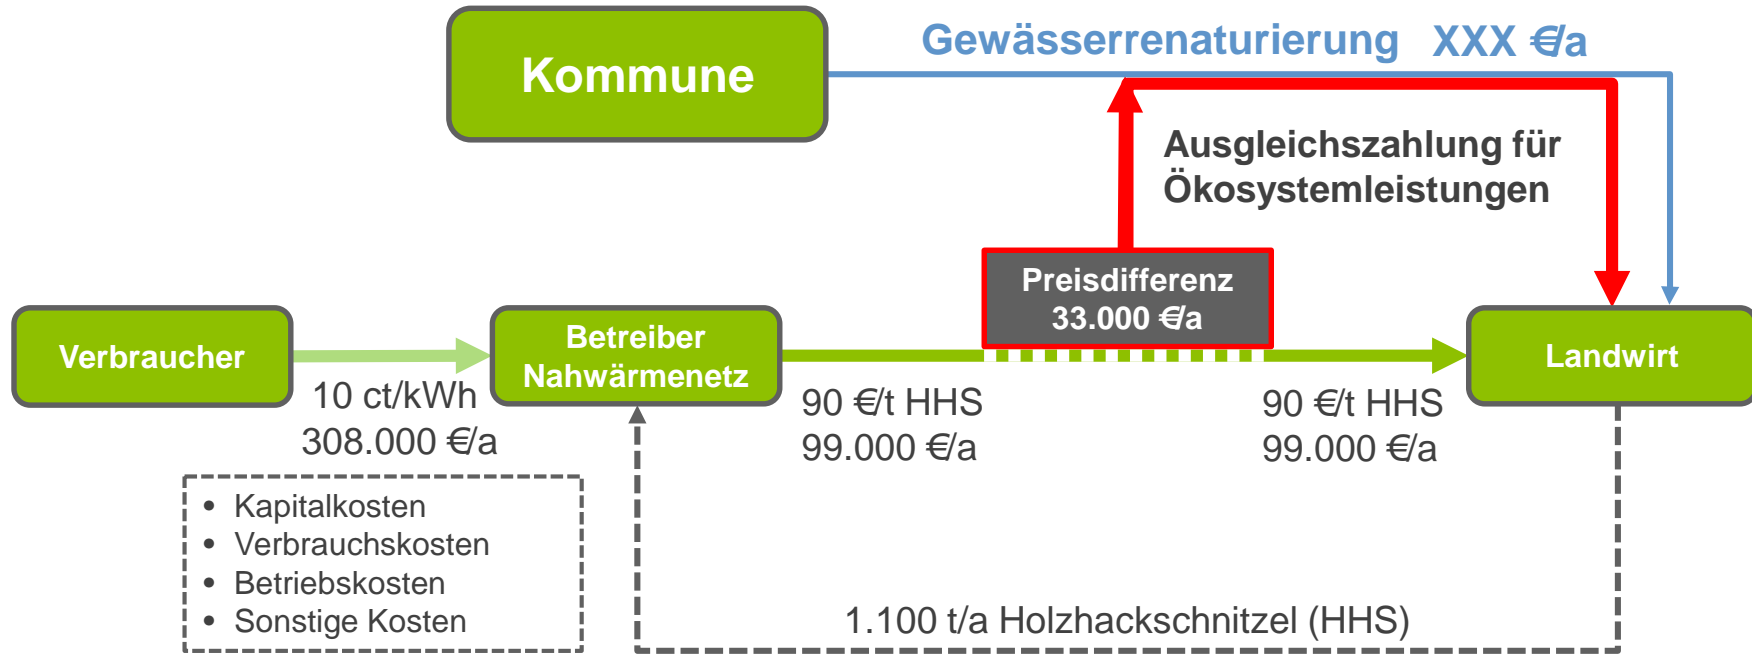 Gewässerrenaturierung XXX €/a
Kommune
Ausgleichszahlung für
Ökosystemleistungen
Preisdifferenz
33.000 €/a
Verbraucher
Betreiber
Nahwärmenetz
Landwirt
10 ct/kWh
308.000 €/a
90 €/t HHS
99.000 €/a
90 €/t HHS
99.000 €/a
• Kapitalkosten
• Verbrauchskosten
• Betriebskosten
• Sonstige Kosten
1.100 t/a Holzhackschnitzel (HHS)